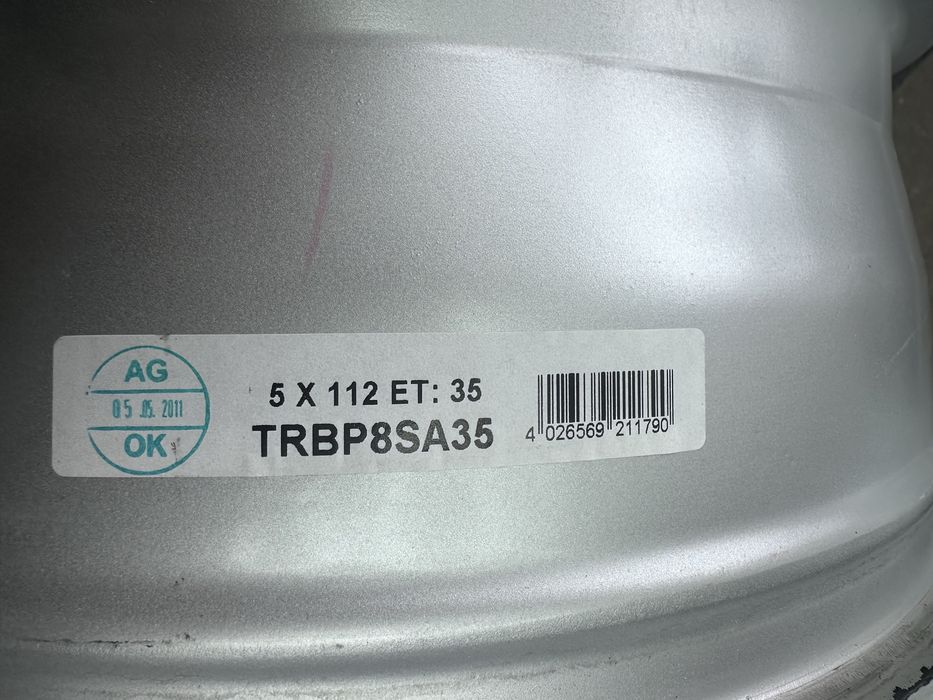 AG
05.05.2011
OK
5 X 112 ET: 35
TRBP8SA35
4 026569 211790